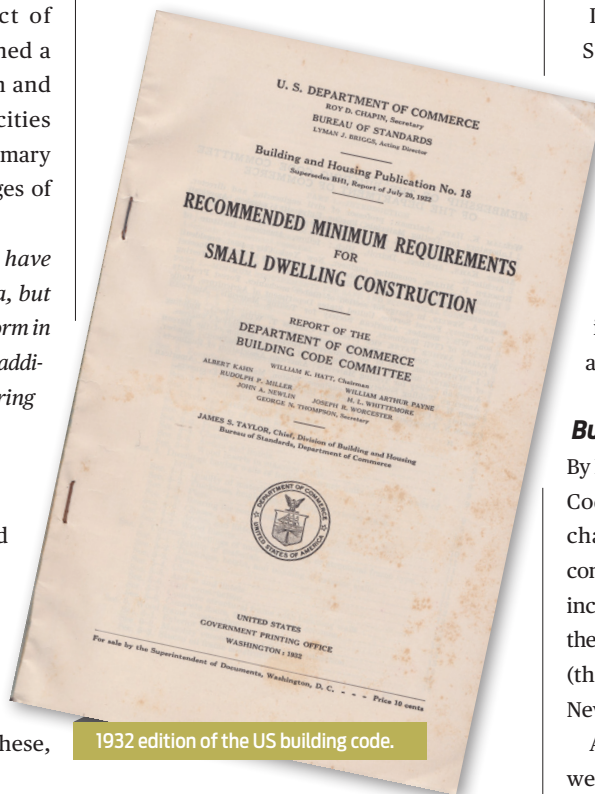 ct of
ned a
n and
cities
mary
ges of
have
a, but
orm in
addi-
ring
d
hese,
U. S. DEPARTMENT OF COMMERCE
ROY D. CHAPIN, Secretary
BUREAU OF STANDARDS
LYMAN J. BRIGGS, Acting Director
Building and Housing Publication No. 18
Supersedes BH1, Report of July 20, 1922
RECOMMENDED MINIMUM REQUIREMENTS
FOR
SMALL DWELLING CONSTRUCTION
REPORT OF THE
DEPARTMENT OF COMMERCE
BUILDING CODE COMMITTEE
WILLIAM K. HATT, Chairman
ALBERT KAHN WILLIAM ARTHUR PAYNE
RUDOLPH P. MILLER H. L. WHITTEMORE
JOHN A. NEWLIN JOSEPH R. WORCESTER
GEORGE N. THOMPSON, Secretary
JAMES S. TAYLOR, Chief, Division of Building and Housing
Bureau of Standards, Department of Commerce
DEPARTMENT OF COMMERCE
UNITED STATES OF AMERICA
UNITED STATES
GOVERNMENT PRINTING OFFICE
WASHINGTON : 1932
For sale by the Superintendent of Documents, Washington, D. C. - - - Price 10 cents
1932 edition of the US building code.
S
a
Bu
By
Co
cha
con
inc
the
(th
Nev
A
we